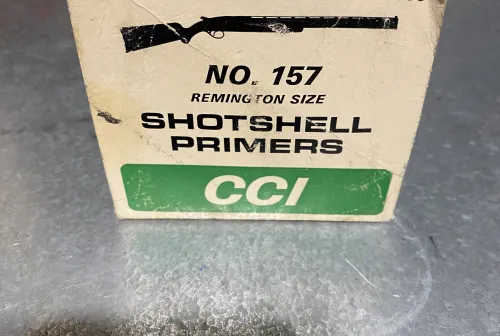 NO. 157
REMINGTON SIZE
SHOTSHELL
PRIMERS
CCI